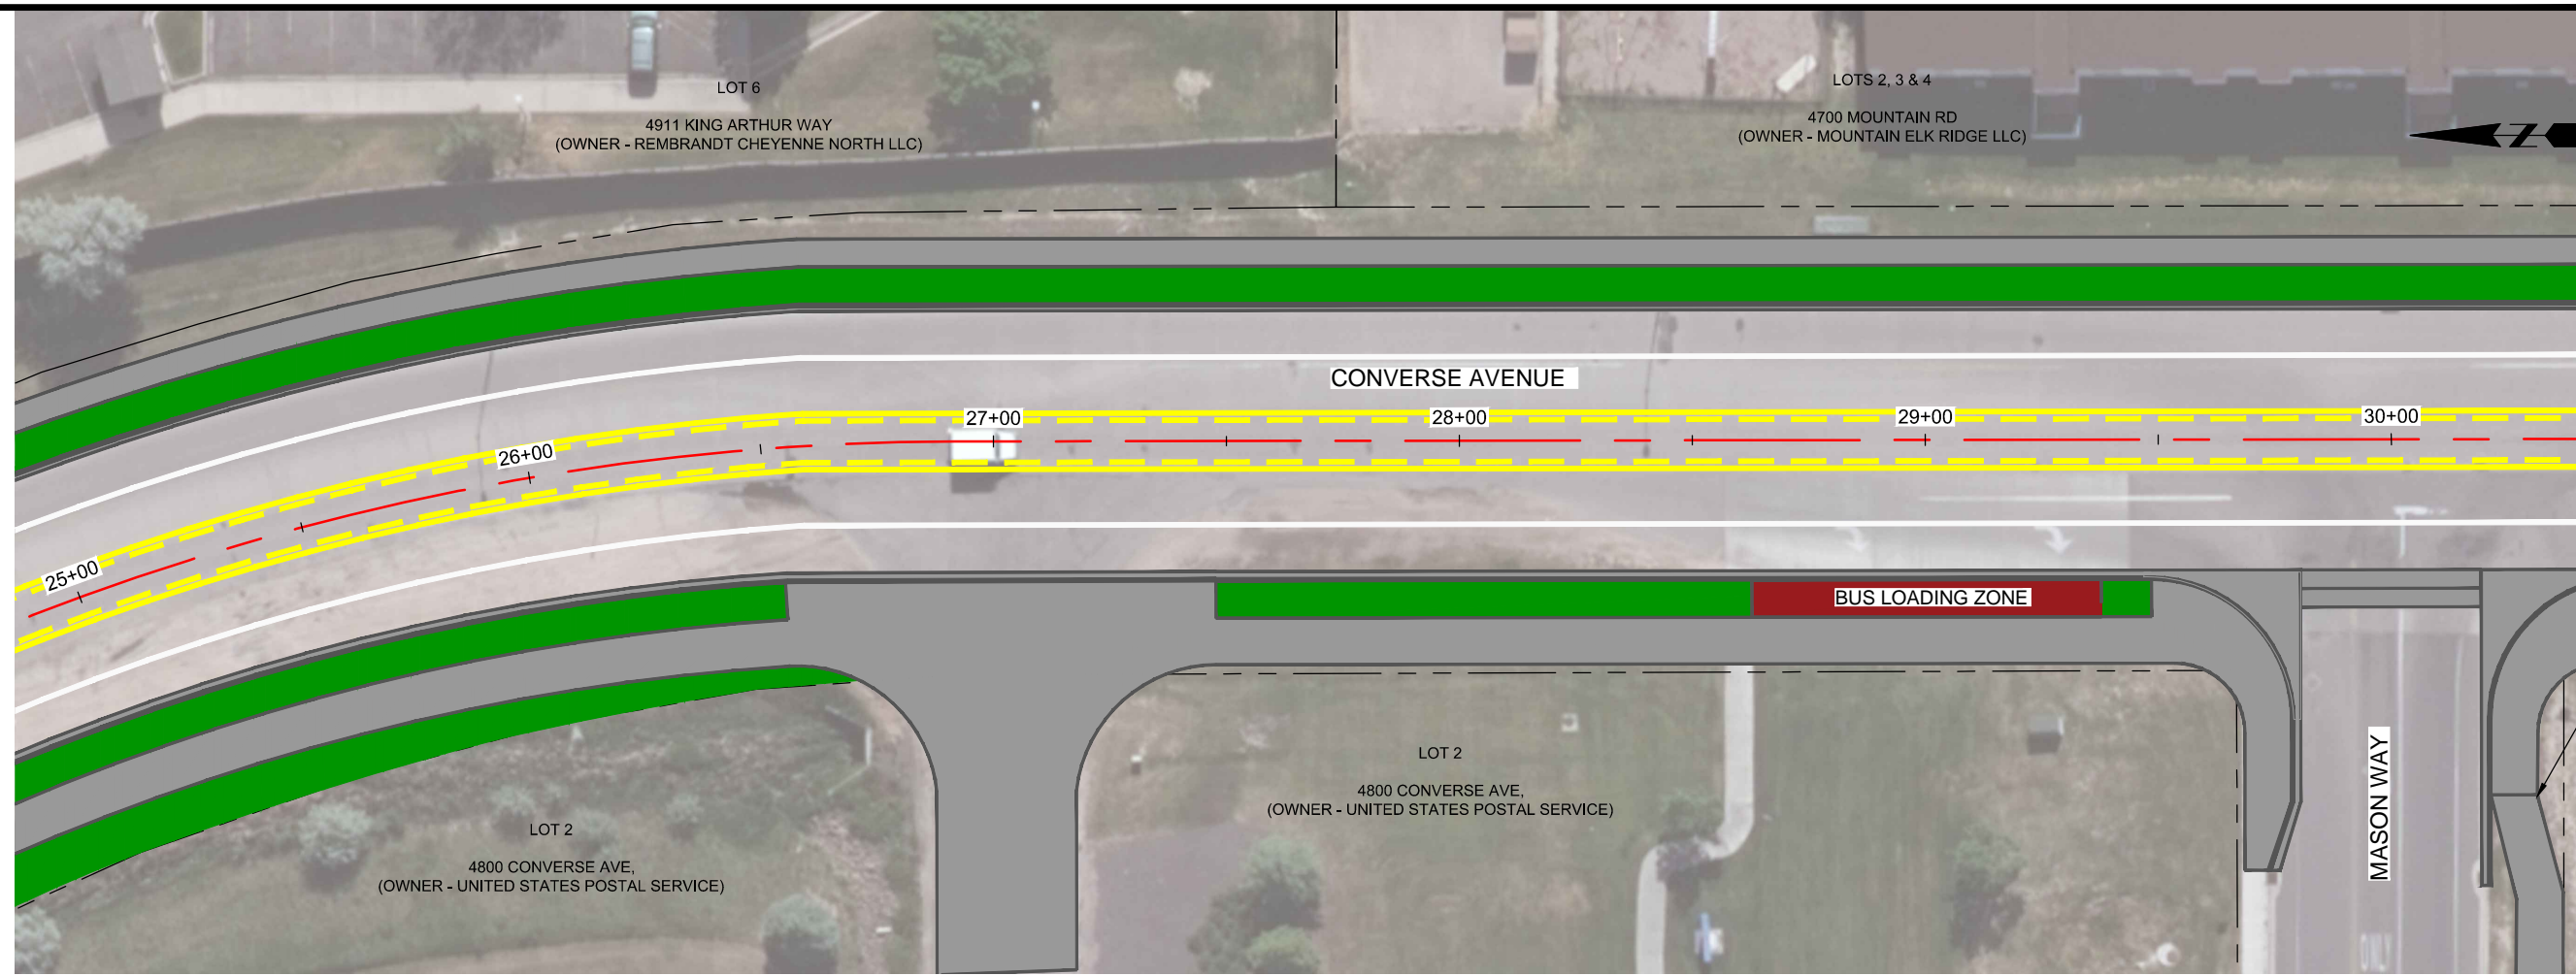 LOT 6
4911 KING ARTHUR WAY
(OWNER - REMBRANDT CHEYENNE NORTH LLC)
LOTS 2, 3 & 4
4700 MOUNTAIN RD
(OWNER - MOUNTAIN ELK RIDGE LLC)
Z
CONVERSE AVENUE
25+00
26+00
27+00
28+00
29+00
30+00
BUS LOADING ZONE
LOT 2
4800 CONVERSE AVE,
(OWNER - UNITED STATES POSTAL SERVICE)
LOT 2
4800 CONVERSE AVE,
(OWNER - UNITED STATES POSTAL SERVICE)
MASON WAY